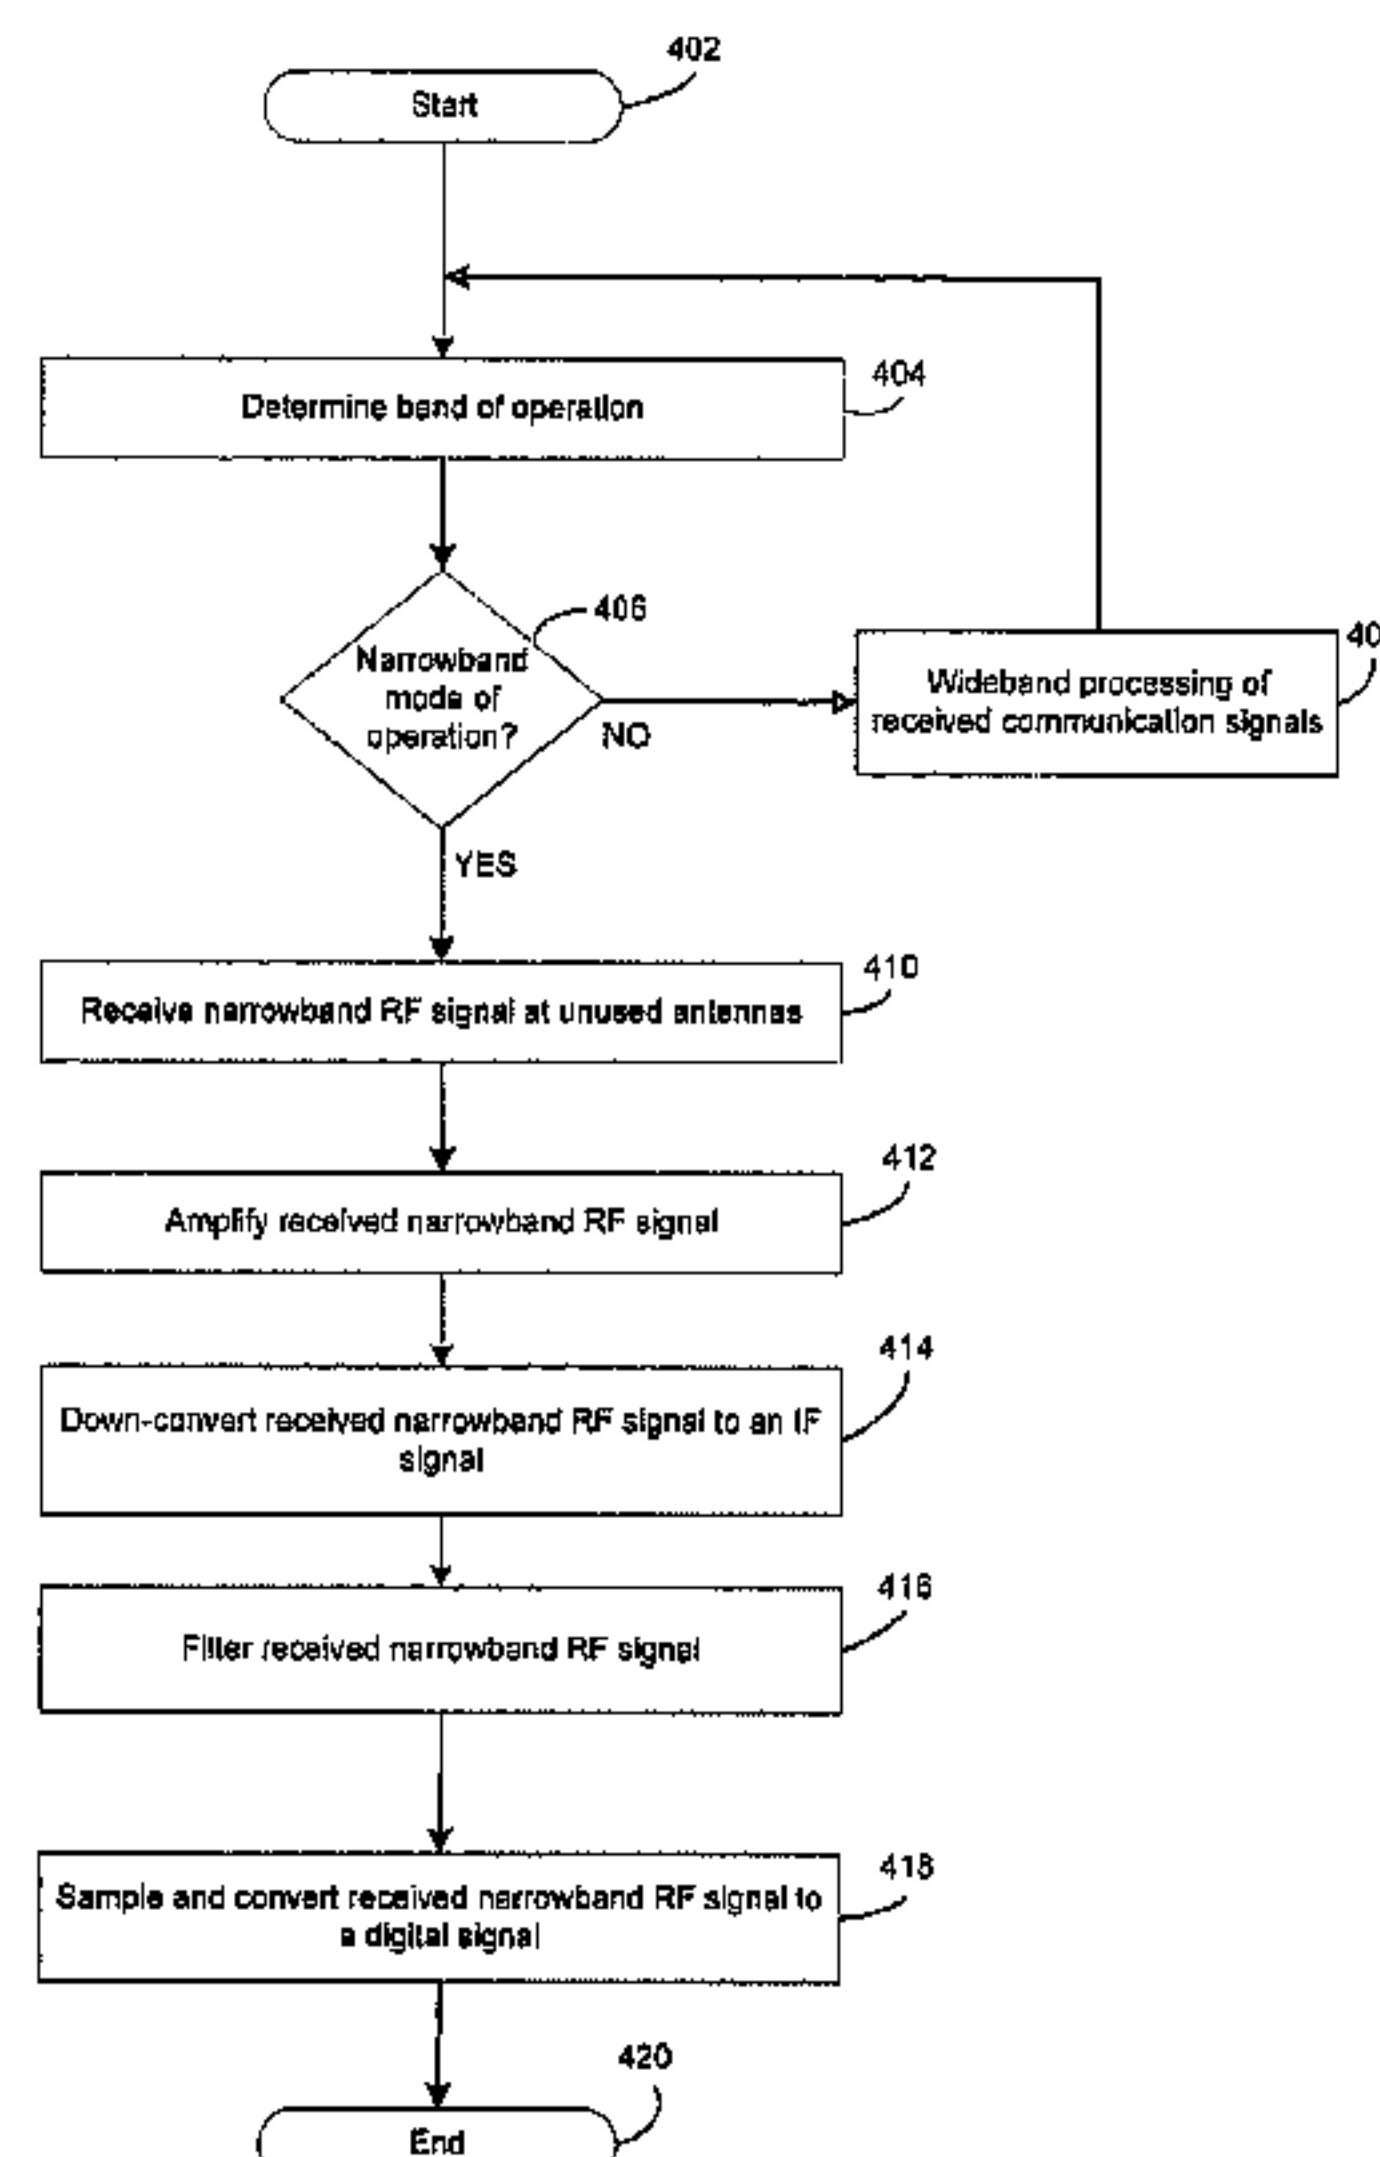 402
Start
404
Determine band of operation
406
Narrowband
mode of
operation?
NO
40
Wideband processing of
received communication signals
YES
410
Receive narrowband RF signal at unused antennas
412
Amplify received narrowband RF signal
414
Down-convert received narrowband RF signal to an IF
signal
416
Filter received narrowband RF signal
418
Sample and convert received narrowband RF signal to
a digital signal
420
End